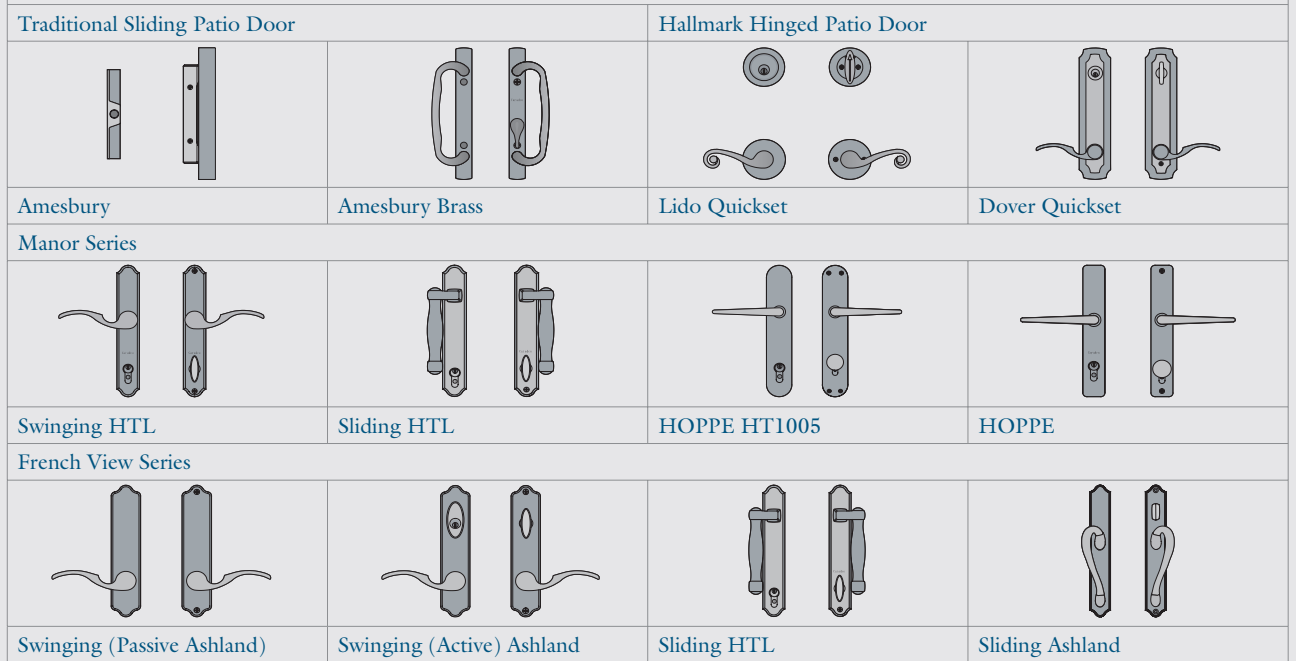 Traditional Sliding Patio Door
Hallmark Hinged Patio Door
Amesbury
Amesbury Brass
Lido Quickset
Dover Quickset
Manor Series
Swinging HTL
Sliding HTL
HOPPE HT1005
HOPPE
French View Series
Swinging (Passive Ashland)
Swinging (Active) Ashland
Sliding HTL
Sliding Ashland